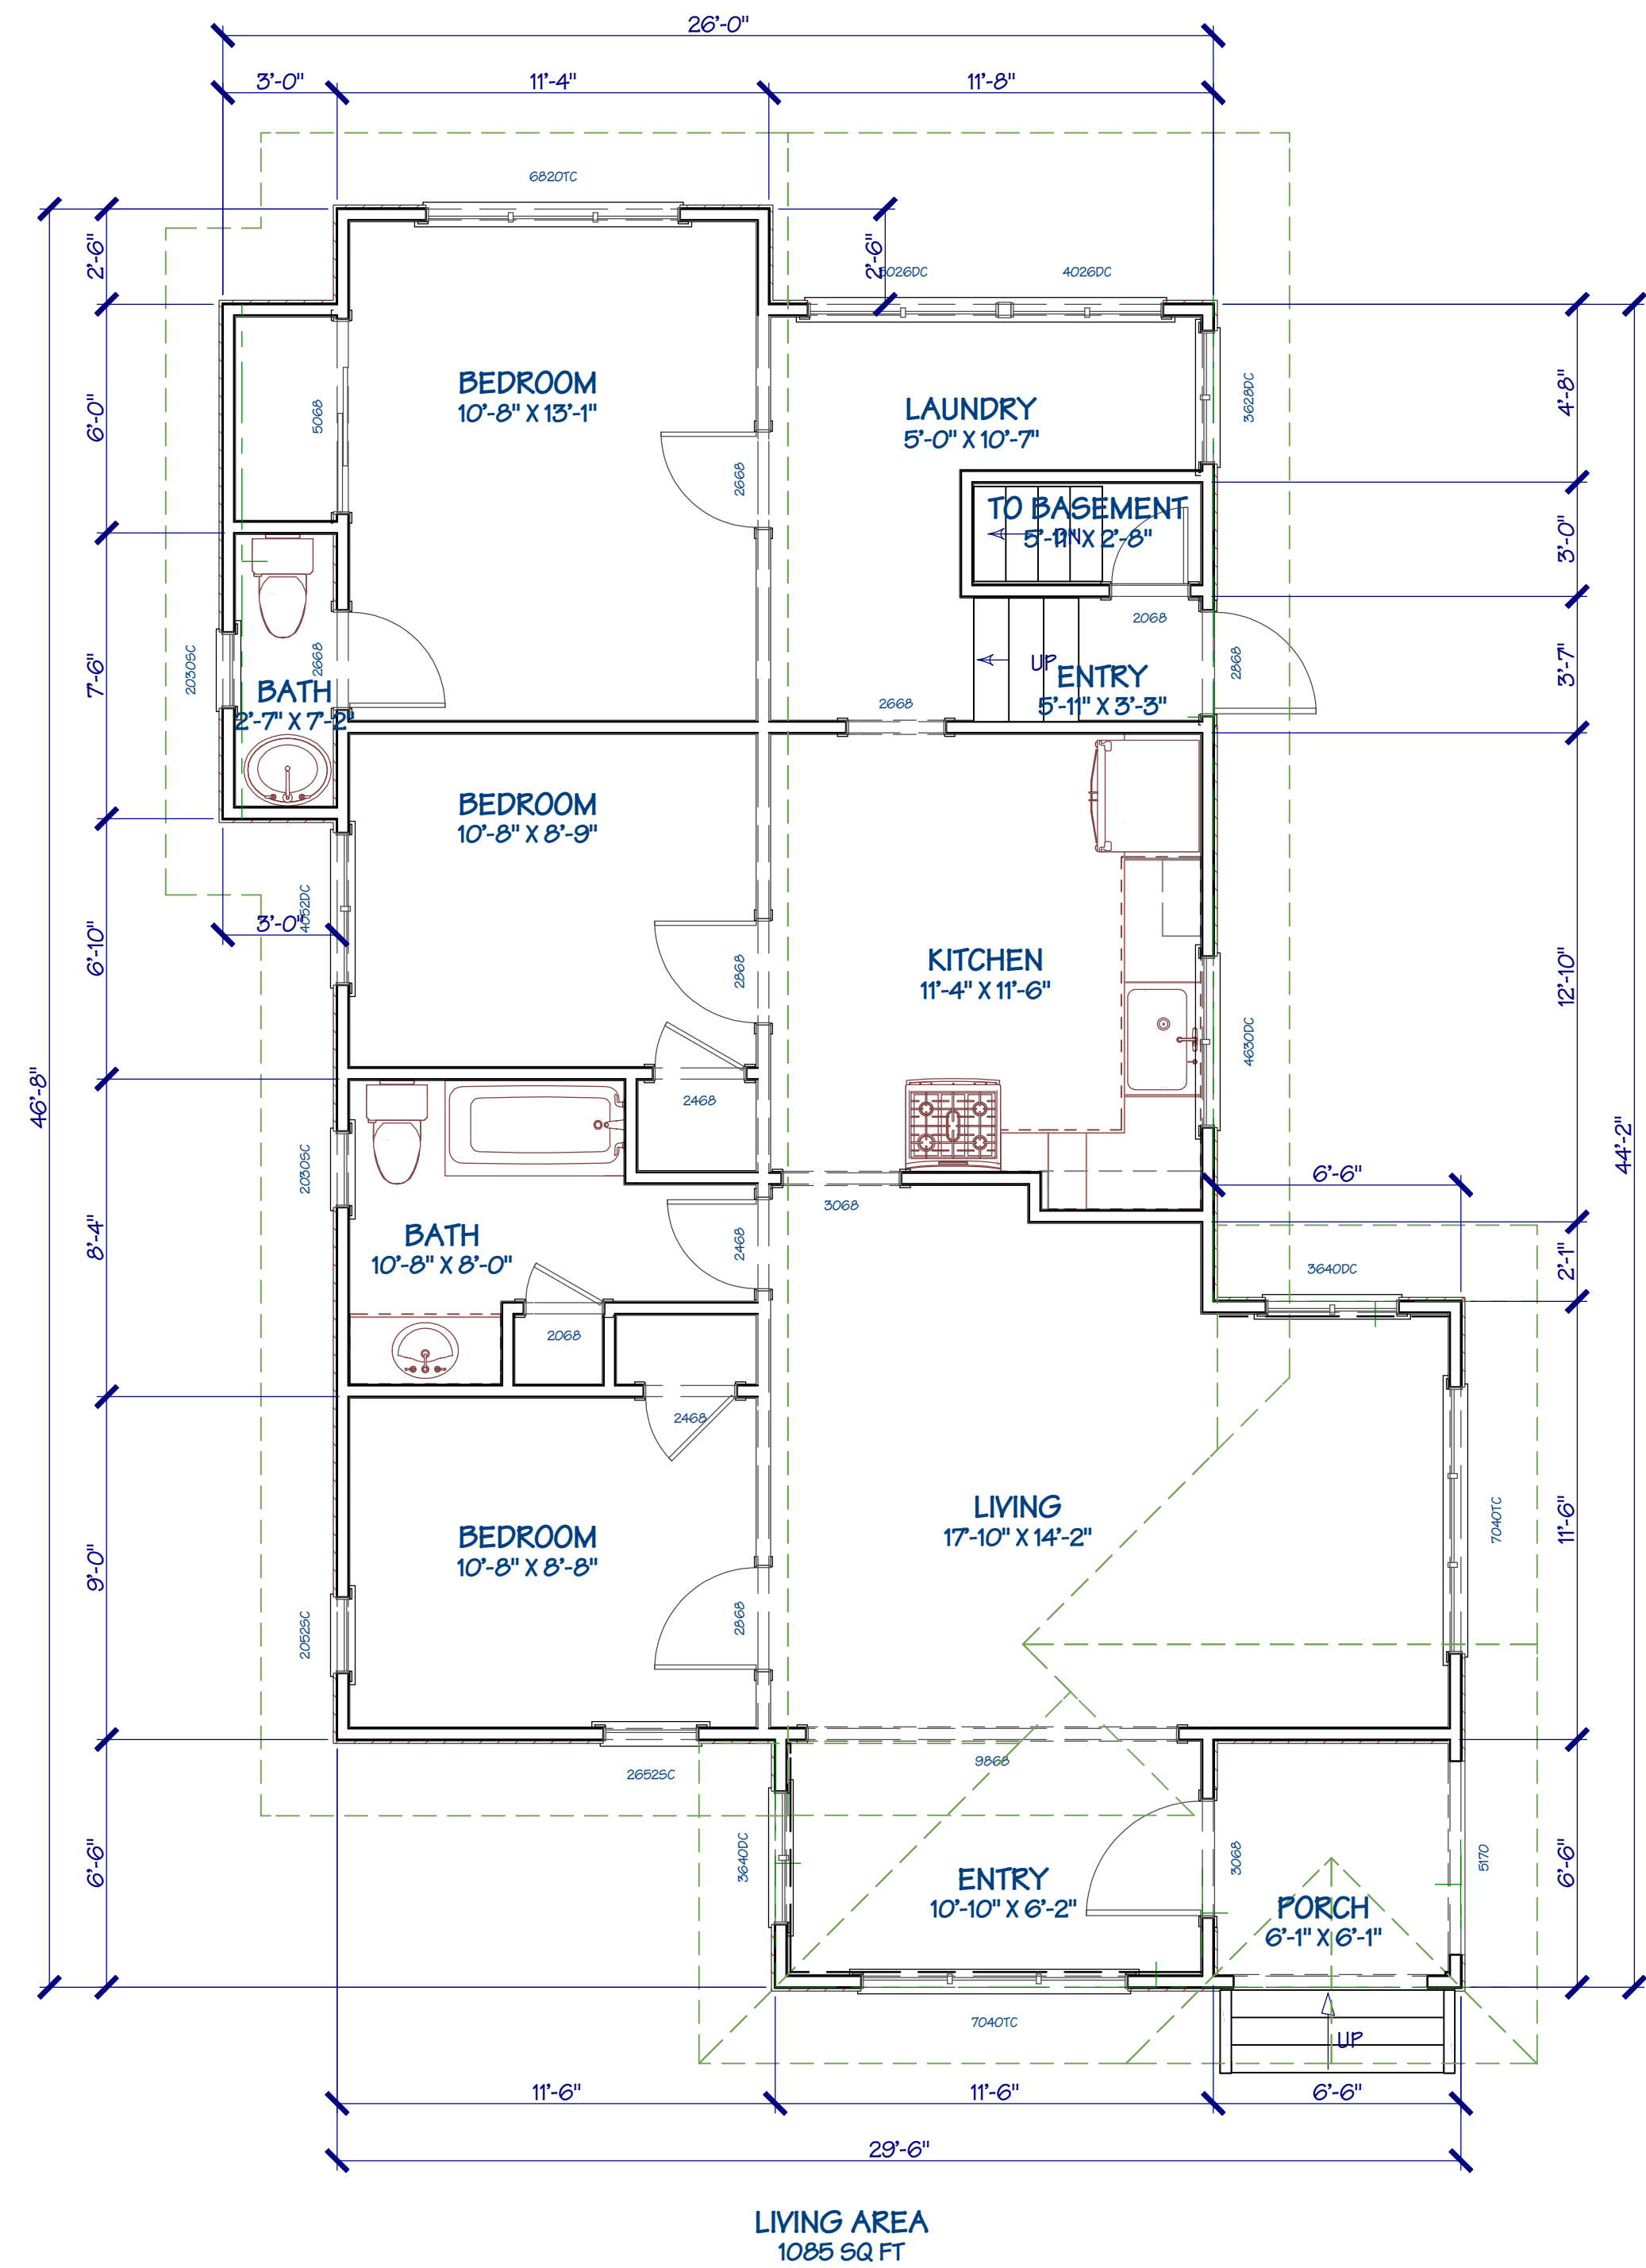 26'-0"
3'-0"
11'-4"
11'-8"
6820TC
2'-6"
2'-6"
5026DC
4026DC
BEDROOM
10'-8" X 13'-1"
LAUNDRY
5'-0" X 10'-7"
3628DC
4'-8"
6'-0"
5068
2668
TO BASEMENT
5'-11" X 2'-8"
DN
3'-0"
2068
2030SC
7'-6"
2668
BATH
2'-7" X 7'-2"
UP
ENTRY
5'-11" X 3'-3"
2868
3'-7"
2668
BEDROOM
10'-8" X 8'-9"
4052DC
3'-0"
6'-10"
2868
KITCHEN
11'-4" X 11'-6"
12'-10"
4630DC
46'-8"
2468
44'-2"
2030SC
6'-6"
3068
8'-4"
BATH
10'-8" X 8'-0"
2468
2'-1"
3640DC
2068
2468
LIVING
17'-10" X 14'-2"
7040TC
11'-6"
BEDROOM
10'-8" X 8'-8"
9'-0"
2052SC
2868
2652SC
9868
3640DC
6'-6"
ENTRY
10'-10" X 6'-2"
3068
PORCH
6'-1" X 6'-1"
5170
6'-6"
7040TC
UP
11'-6"
11'-6"
6'-6"
29'-6"
LIVING AREA
1085 SQ FT